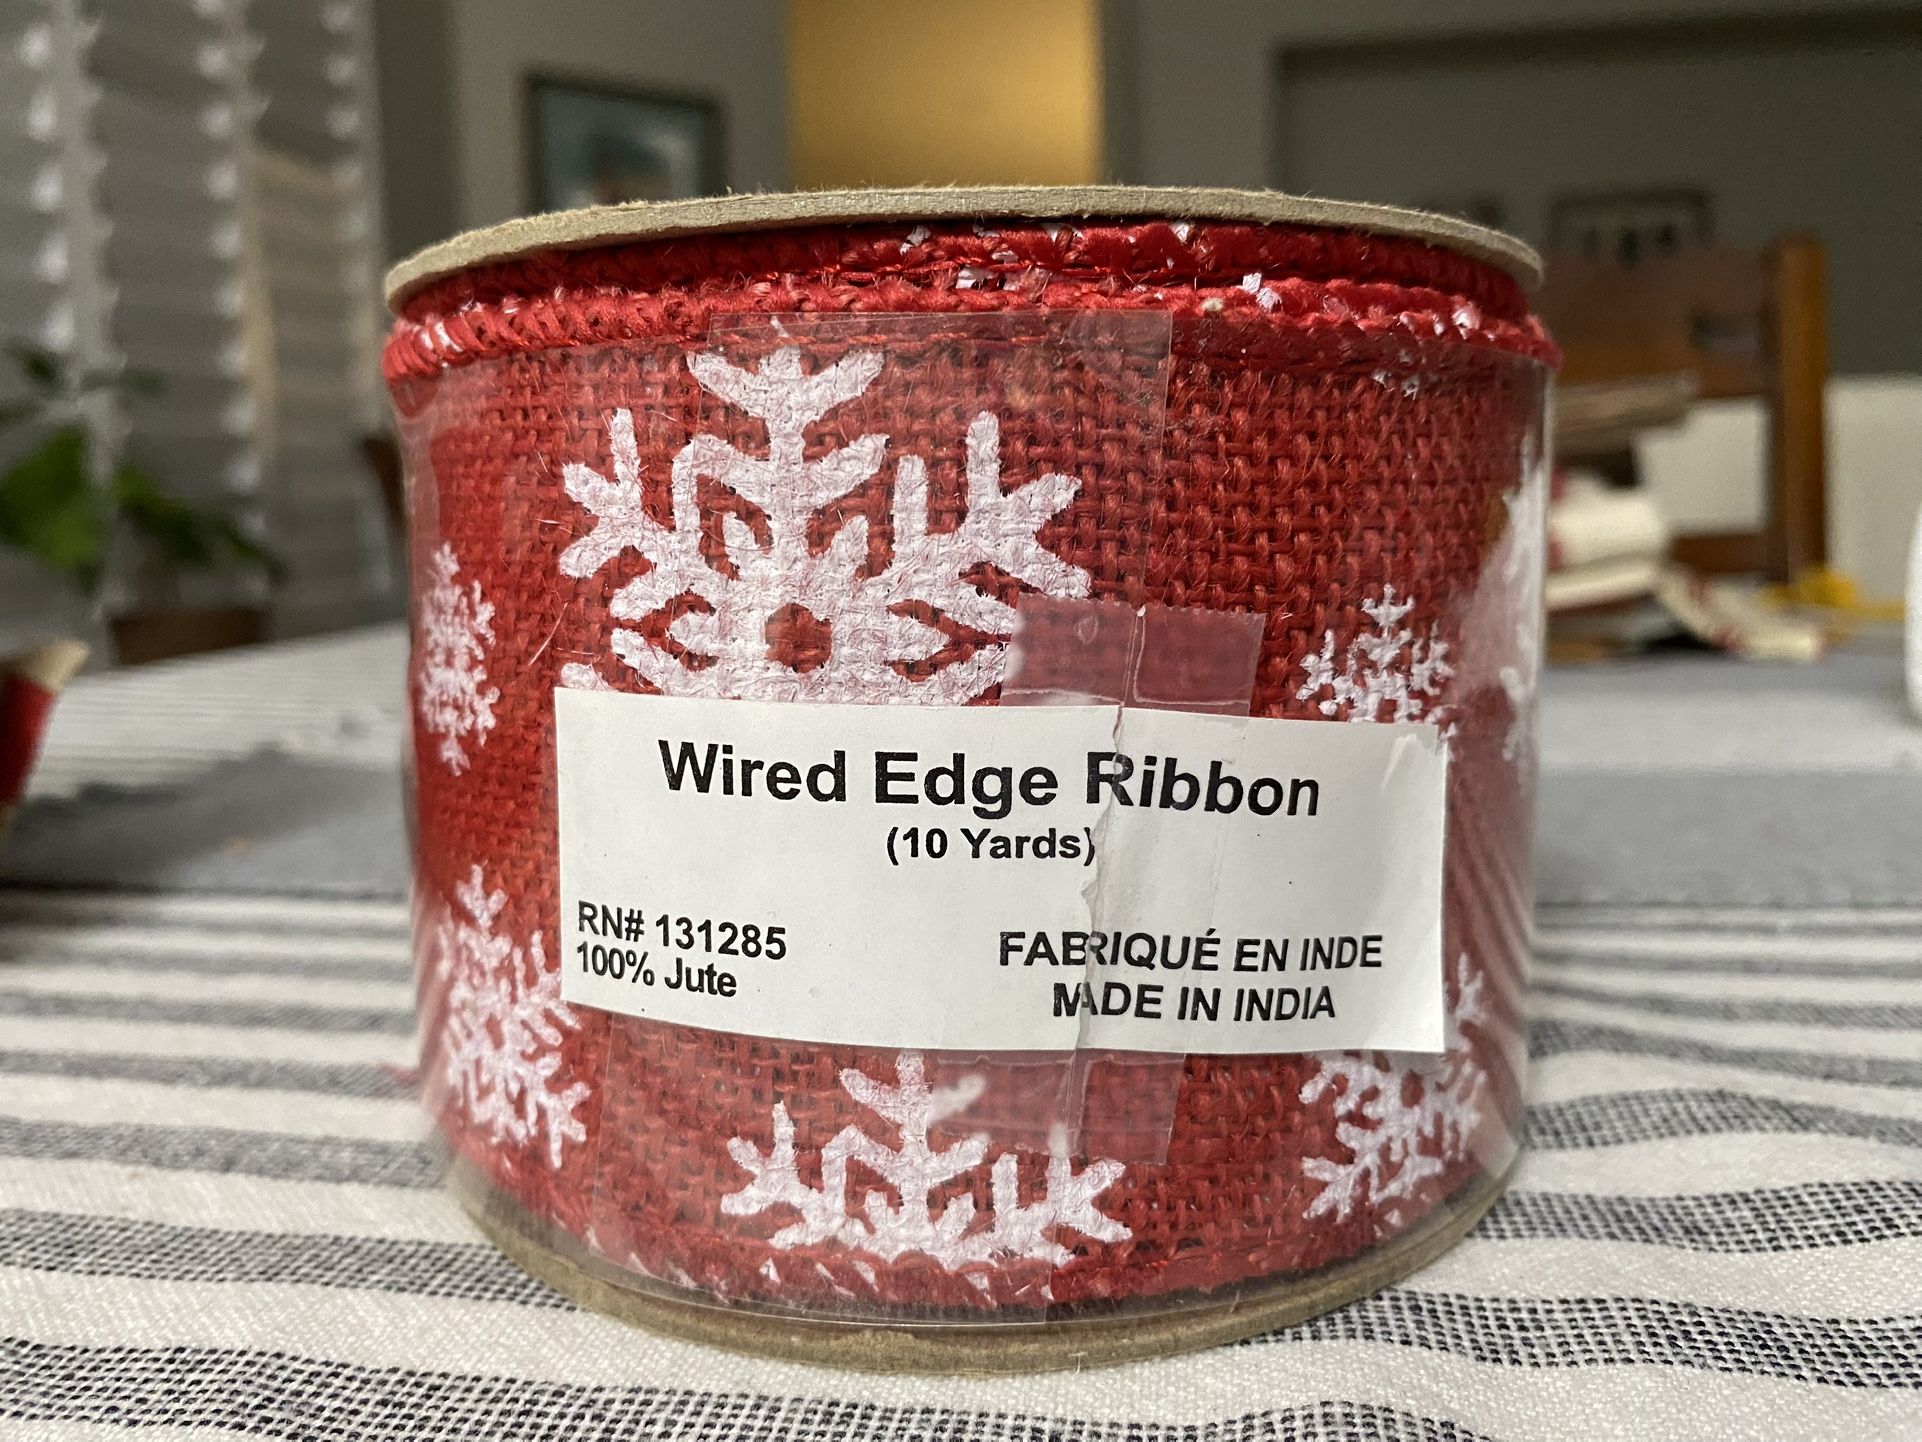 Wired Edge Ribbon
(10 Yards)
RN# 131285
100% Jute
FABRIQUÉ EN INDE
MADE IN INDIA